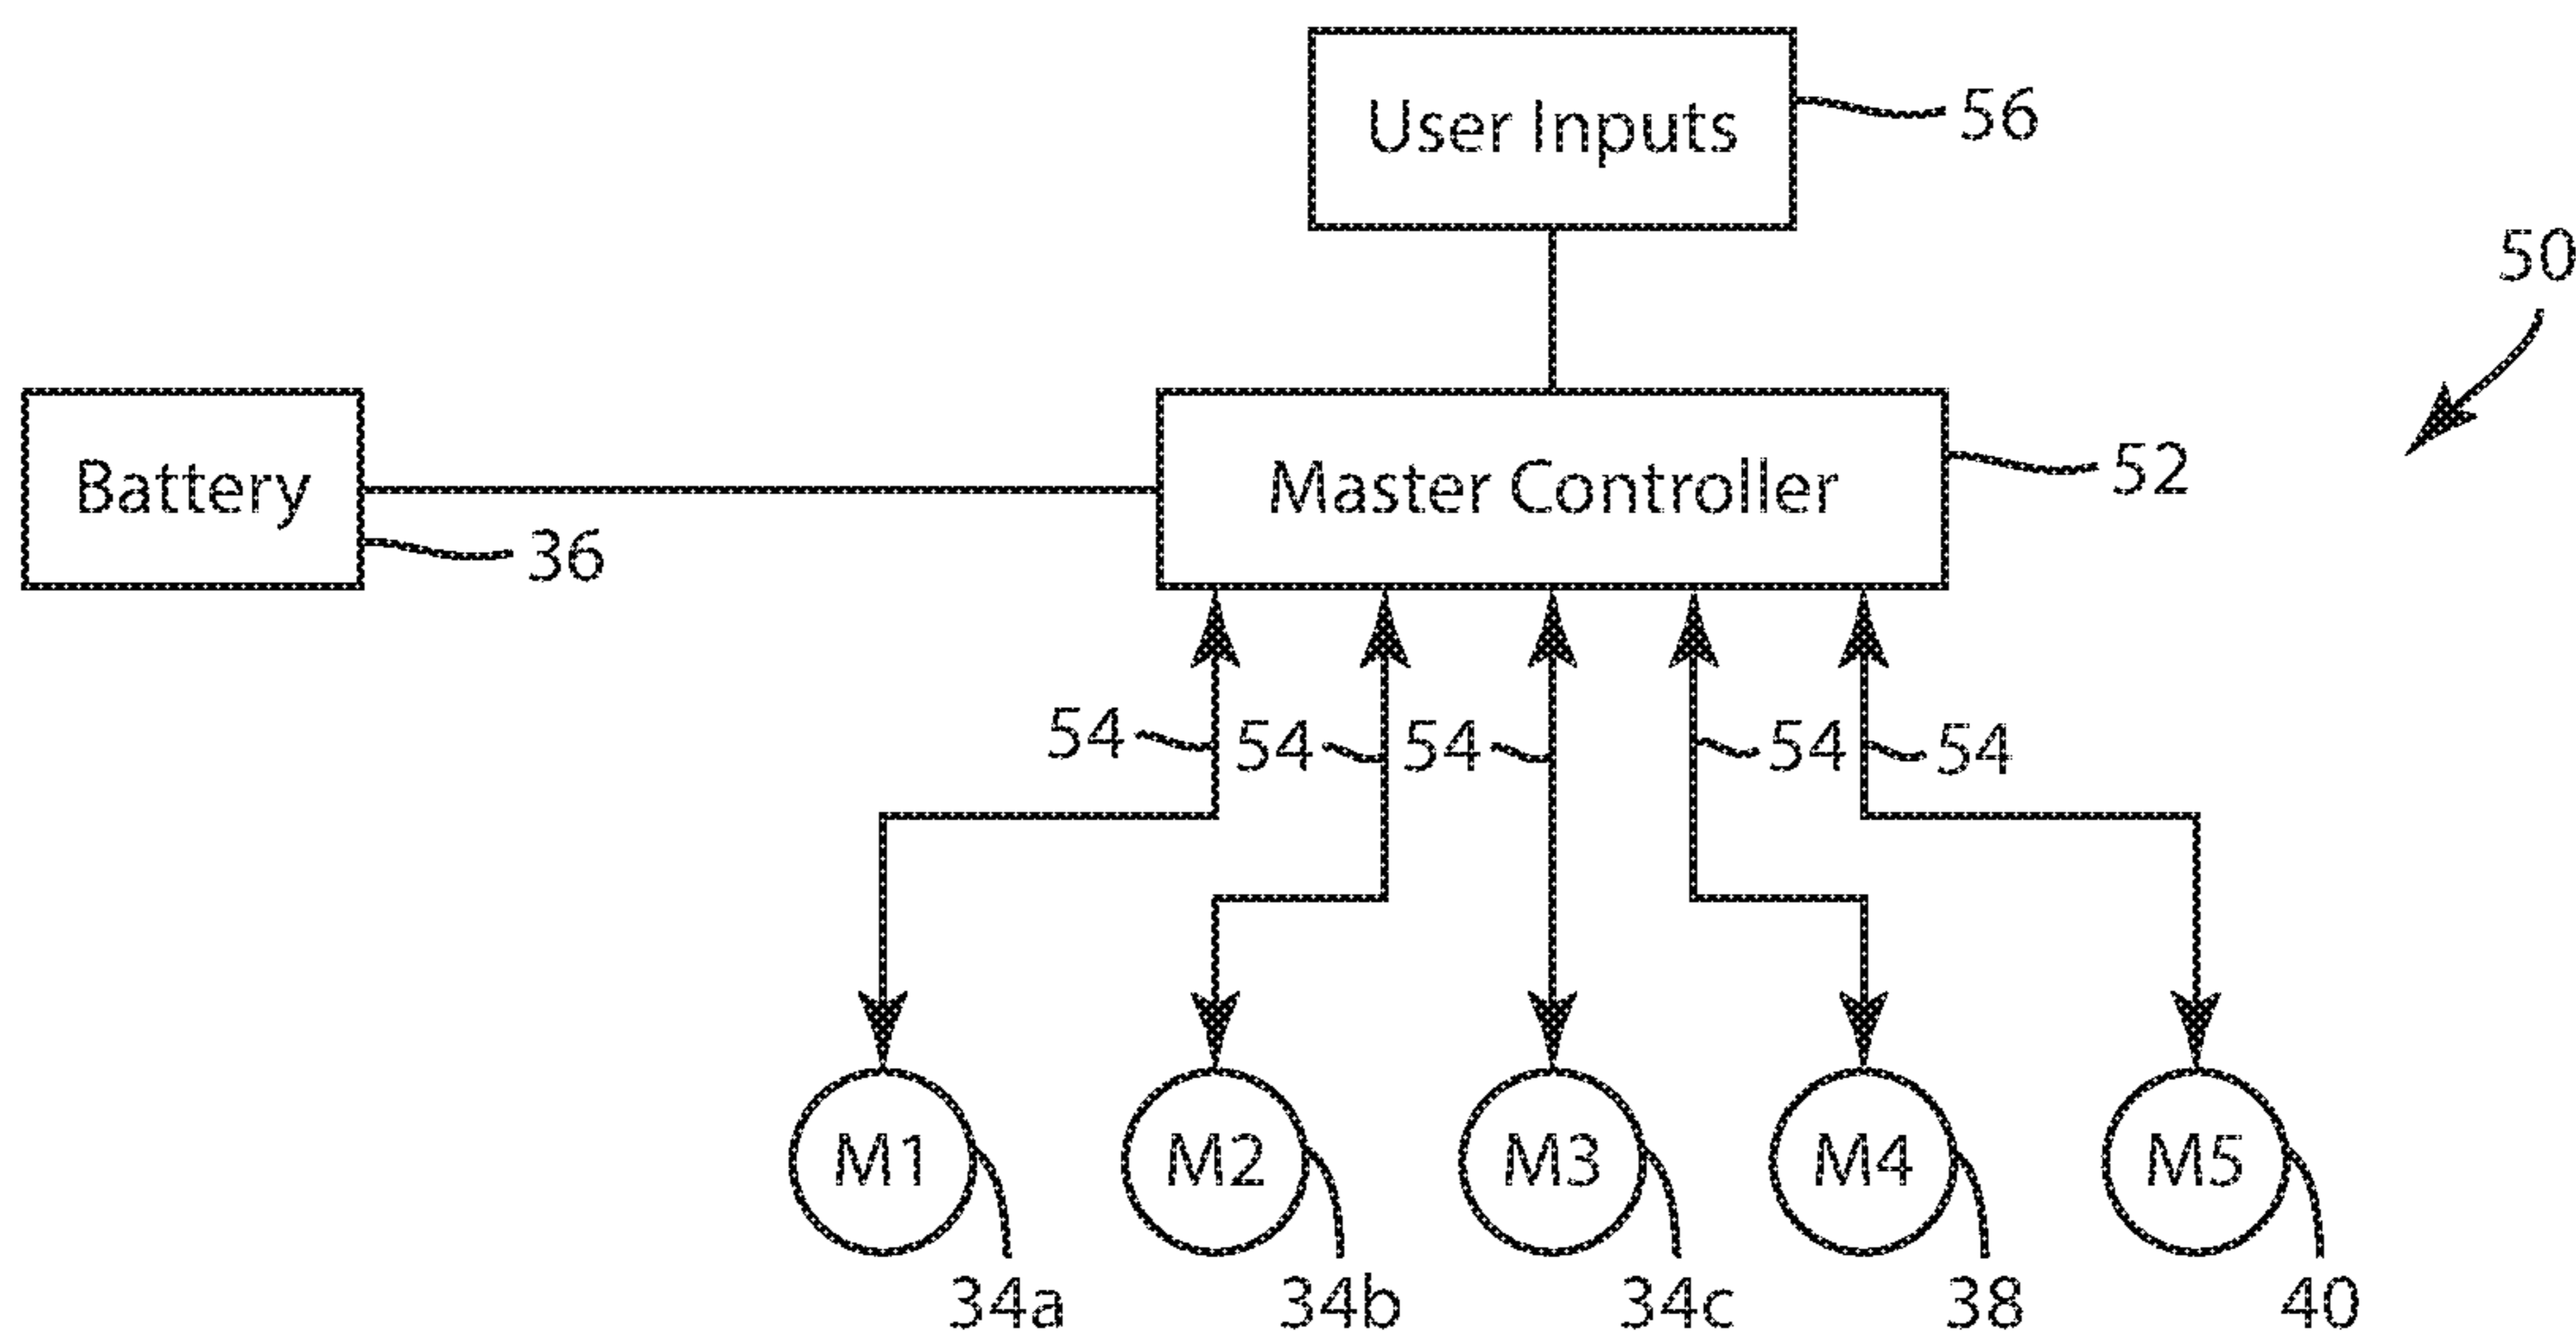 User Inputs
56
50
Battery
36
Master Controller
52
54
54
54
54
54
M1
M2
M3
M4
M5
34a
34b
34c
38
40